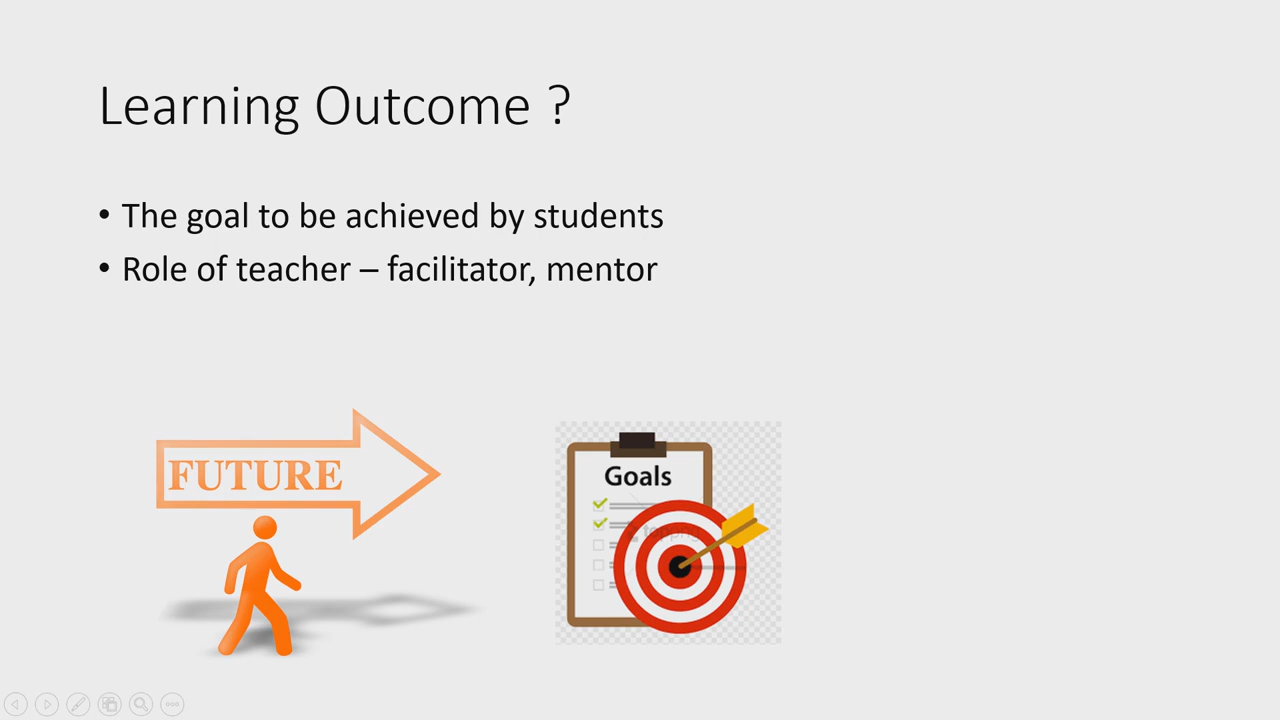 Learning Outcome ?
• The goal to be achieved by students
• Role of teacher – facilitator, mentor
FUTURE
Goals